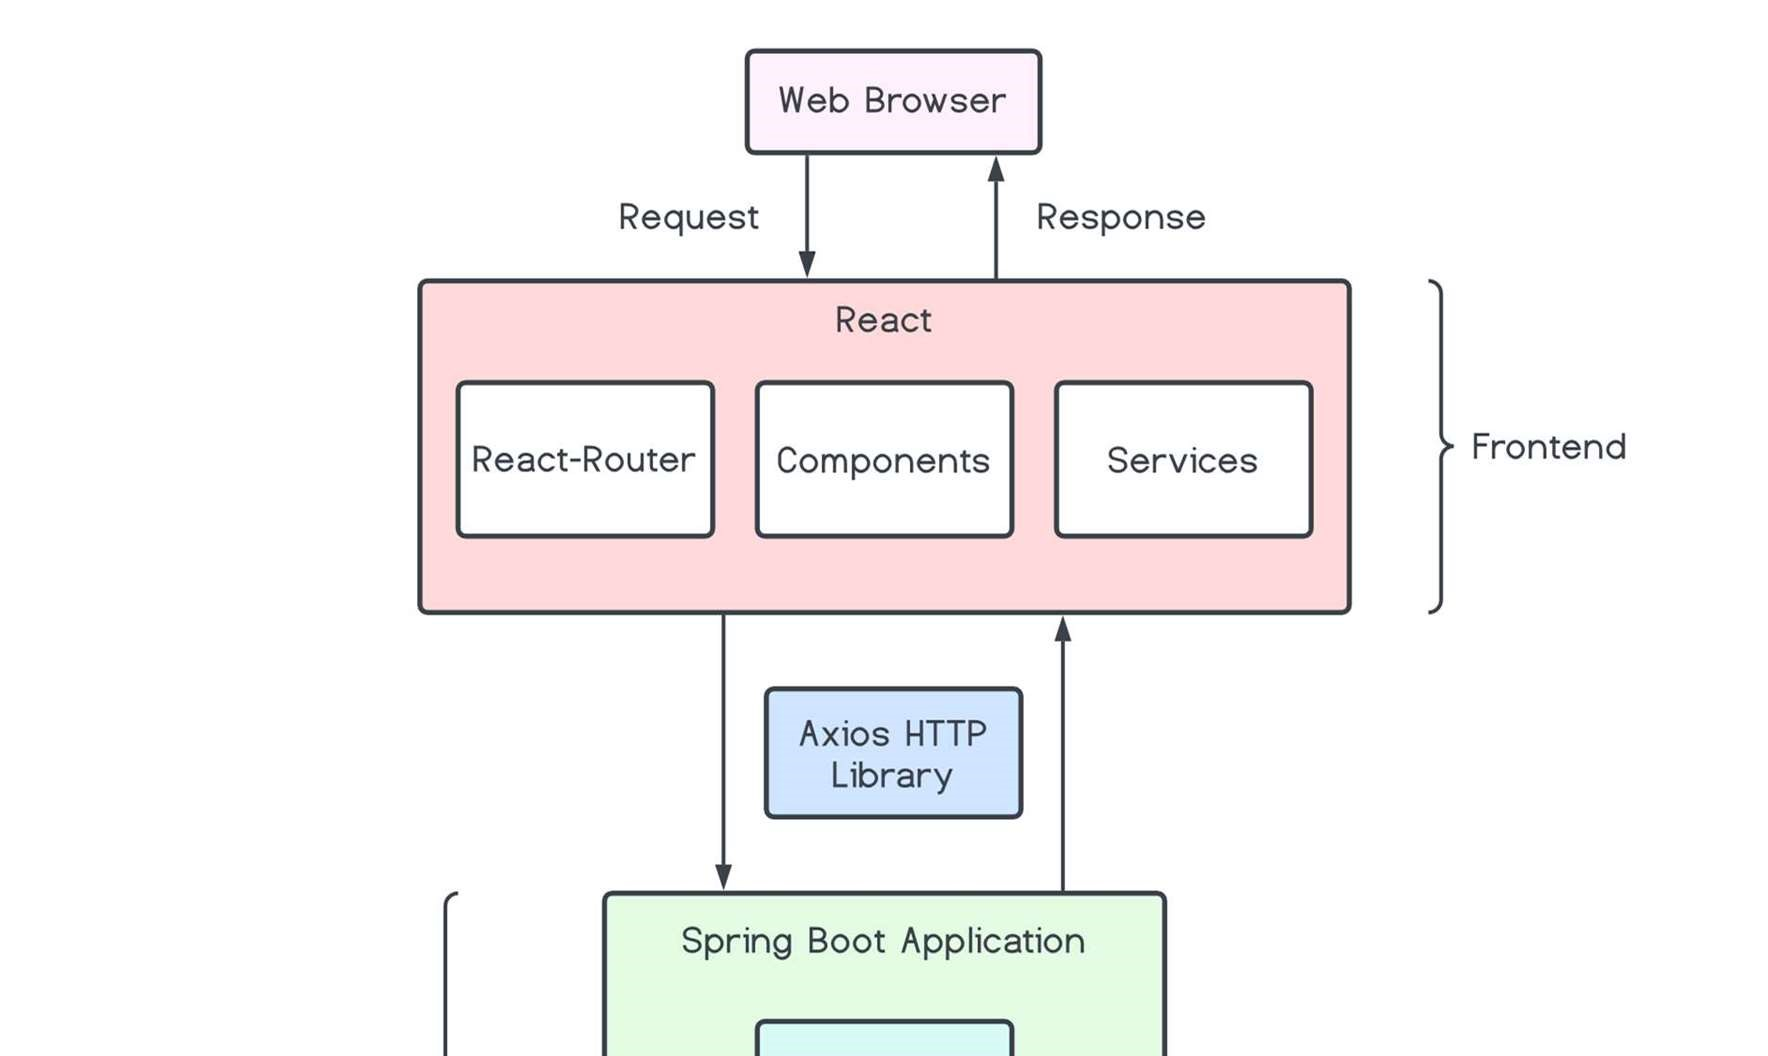 Web Browser
Request
Response
React
React-Router
Components
Services
Frontend
Axios HTTP
Library
Spring Boot Application